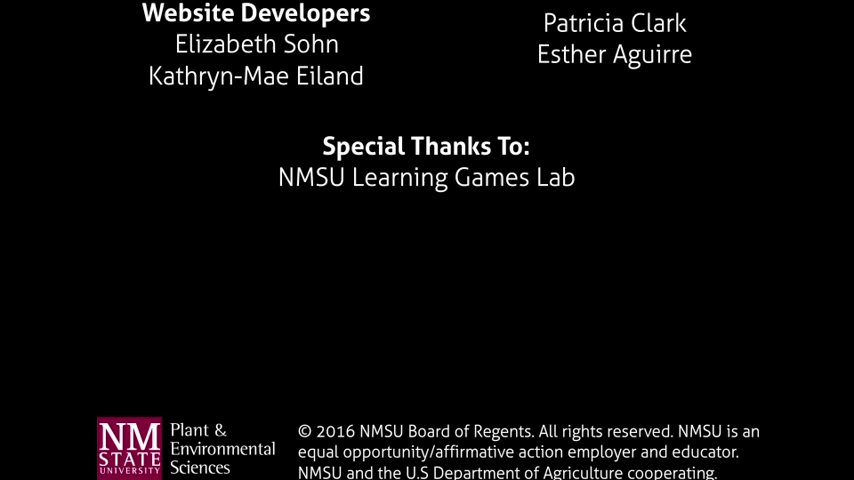 Website Developers
Elizabeth Sohn
Kathryn-Mae Eiland
Patricia Clark
Esther Aguirre
Special Thanks To:
NMSU Learning Games Lab
NM
STATE
UNIVERSITY
Plant &
Environmental
Sciences
© 2016 NMSU Board of Regents. All rights reserved. NMSU is an
equal opportunity/affirmative action employer and educator.
NMSU and the U.S Department of Agriculture cooperating.